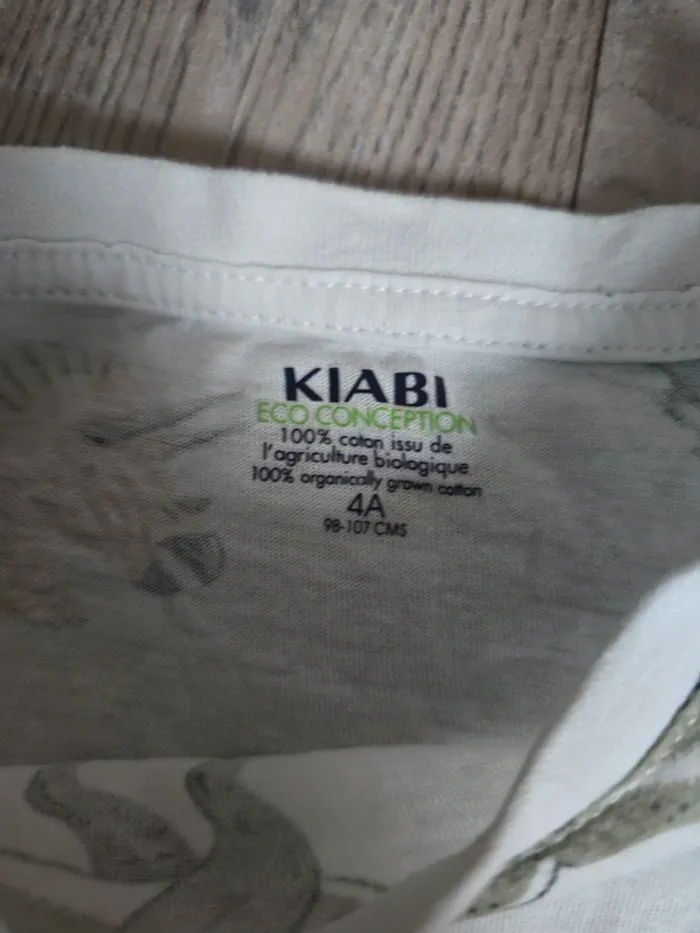 KIABI
ECO CONCEPTION
100% coton issu de
l'agriculture biologique
100% organically grown cotton
4A
98-107 CMS